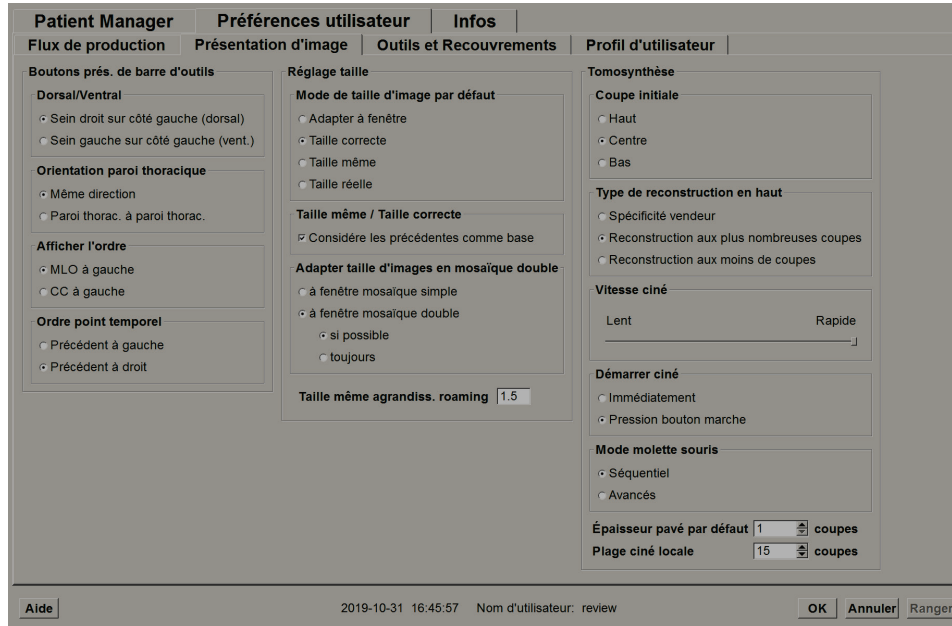 Patient Manager
Préférences utilisateur
Infos
Flux de production
Présentation d'image
Outils et Recouvrements
Profil d'utilisateur
Boutons prés. de barre d'outils
Dorsal/Ventral
Sein droit sur côté gauche (dorsal)
Sein gauche sur côté gauche (vent.)
Orientation paroi thoracique
Même direction
Paroi thorac. à paroi thorac.
Afficher l'ordre
MLO à gauche
CC à gauche
Ordre point temporel
Précédent à gauche
Précédent à droit
Réglage taille
Mode de taille d'image par défaut
Adapter à fenêtre
Taille correcte
Taille même
Taille réelle
Taille même / Taille correcte
Considére les précédentes comme base
Adapter taille d'images en mosaïque double
à fenêtre mosaïque simple
à fenêtre mosaïque double
si possible
toujours
Taille même agrandiss. roaming 1.5
Tomosynthèse
Coupe initiale
Haut
Centre
Bas
Type de reconstruction en haut
Spécificité vendeur
Reconstruction aux plus nombreuses coupes
Reconstruction aux moins de coupes
Vitesse ciné
Lent Rapide
Démarrer ciné
Immédiatement
Pression bouton marche
Mode molette souris
Séquentiel
Avancés
Épaisseur pavé par défaut 1 coupes
Plage ciné locale 15 coupes
Aide
2019-10-31 16:45:57 Nom d'utilisateur: review
OK
Annuler
Ranger